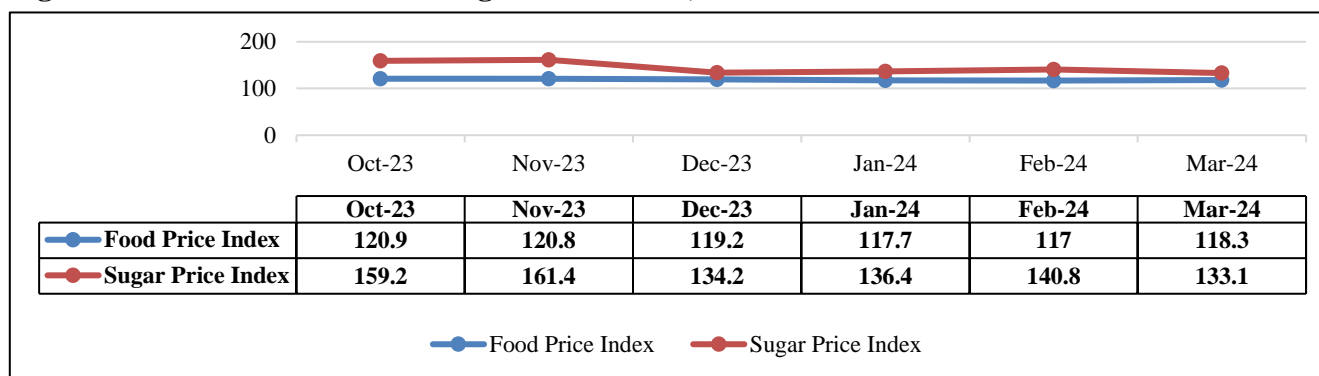 200
100
0
Oct-23 Nov-23 Dec-23 Jan-24 Feb-24 Mar-24
Oct-23 Nov-23 Dec-23 Jan-24 Feb-24 Mar-24
Food Price Index 120.9 120.8 119.2 117.7 117 118.3
Sugar Price Index 159.2 161.4 134.2 136.4 140.8 133.1
Food Price Index Sugar Price Index